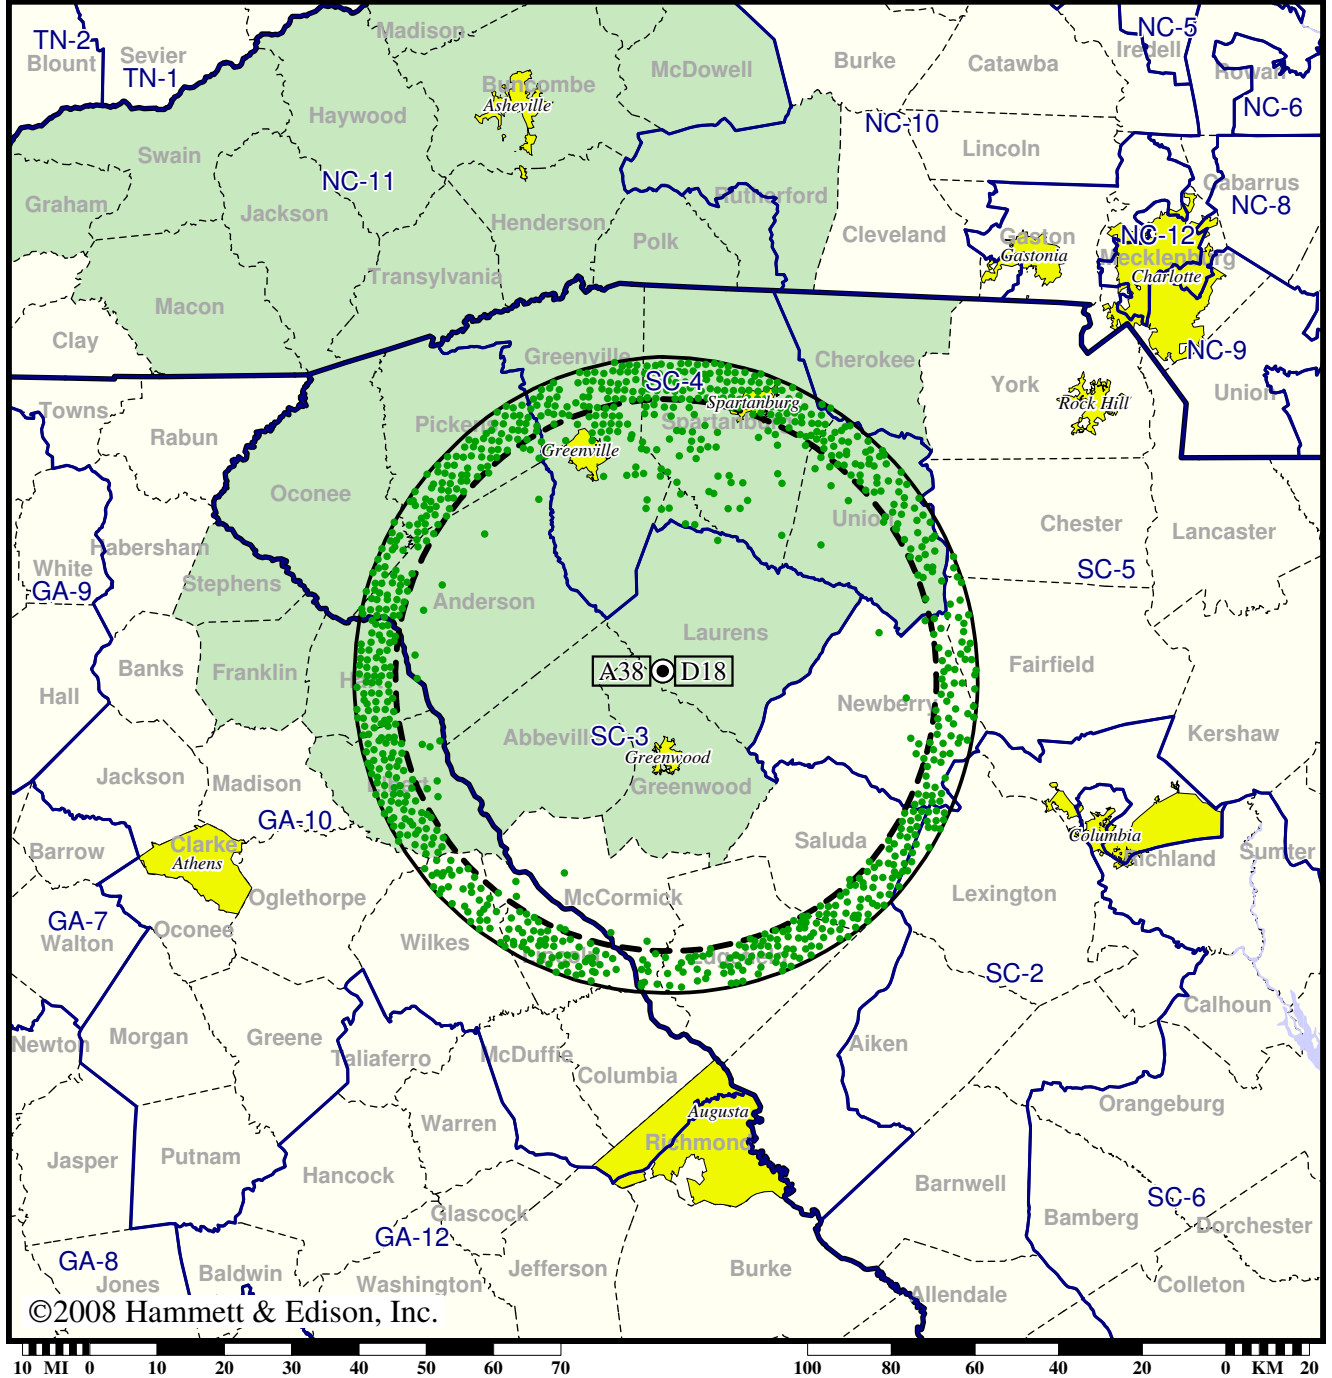 Madison
NC-5
TN-2
Blount
Sevier
TN-1
Iredell
Burke
Catawba
McDowell
Rowan
NC-6
Buncombe
Asheville
Haywood
NC-10
Lincoln
Swain
NC-11
Cabarrus
NC-8
Graham
Jackson
Rutherford
Henderson
Polk
Cleveland
Gaston
Gastonia
NC-12
Mecklenburg
Charlotte
Transylvania
Macon
Clay
Greenville
Cherokee
NC-9
SC-4
York
Union
Rock Hill
Towns
Rabun
Pickens
Spartanburg
Spartanburg
Greenville
Oconee
Union
Chester
Lancaster
Habersham
White
Stephens
GA-9
SC-5
Anderson
Laurens
Banks
Franklin
A38
D18
Fairfield
Hall
Newberry
Abbeville
SC-3
Greenwood
Kershaw
Jackson
Madison
Greenwood
GA-10
Barrow
Clarke
Athens
Saluda
Columbia
Richland
Sumter
Oglethorpe
McCormick
Lexington
GA-7
Walton
Oconee
Wilkes
Lincoln
Edgefield
SC-2
Calhoun
Newton
Morgan
Greene
Taliaferro
McDuffie
Columbia
Aiken
Warren
Augusta
Richmond
Orangeburg
Jasper
Putnam
Hancock
Barnwell
SC-6
Glascock
Bamberg
Dorchester
GA-12
GA-8
Jones
Baldwin
Washington
Jefferson
Burke
Allendale
Colleton
©2008 Hammett & Edison, Inc.
10 MI 0 10 20 30 40 50 60 70
100 80 60 40 20 0 KM 20